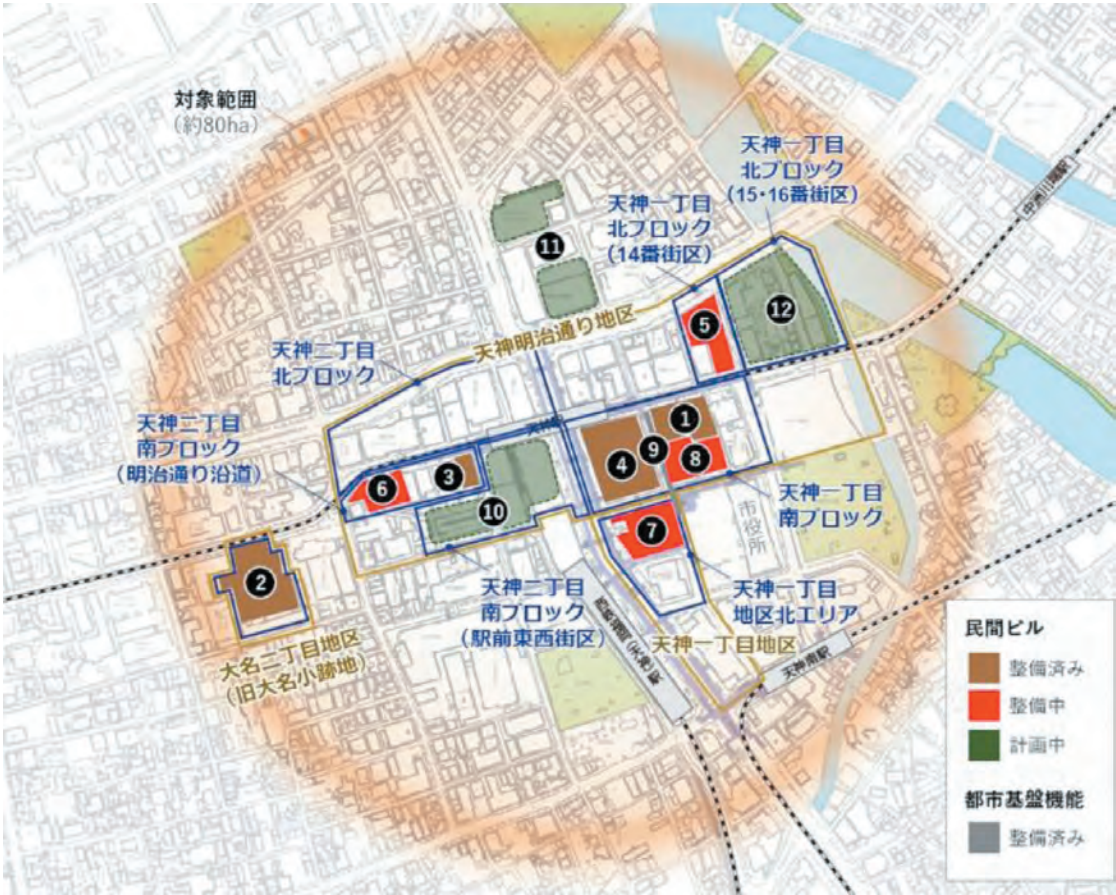 対象範囲
(約80ha)
天神一丁目
北ブロック
(15・16番街区)
天神一丁目
北ブロック
(14番街区)
中洲川端駅
11
12
5
天神明治通り地区
天神二丁目
北ブロック
天神二丁目
南ブロック
(明治通り沿道)
天神駅
1
9
4
8
3
6
10
天神一丁目
南ブロック
市役所
7
2
天神二丁目
南ブロック
(駅前東西街区)
天神一丁目
地区北エリア
大名二丁目地区
(旧大名小跡地)
天神一丁目地区
天神南駅
民間ビル
整備済み
整備中
計画中
都市基盤機能
整備済み